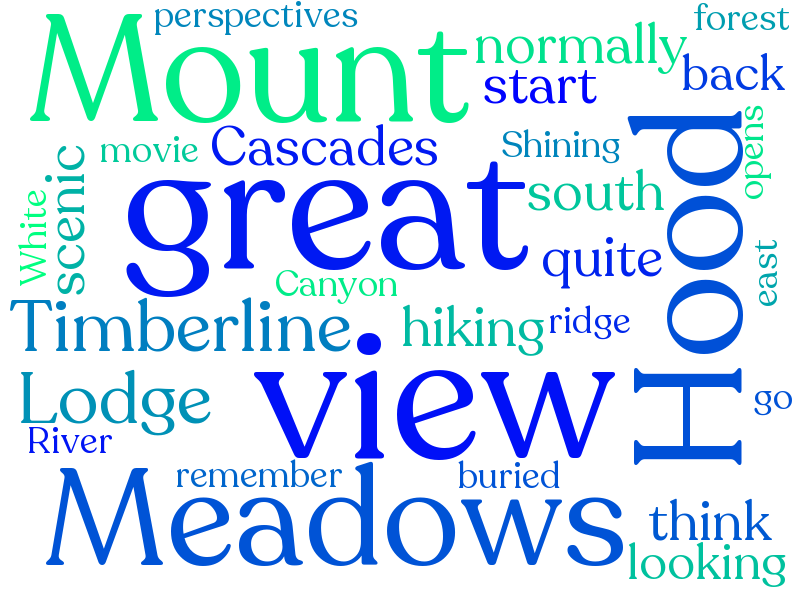 perspectives
forest
Mount
normally
start
back
Hood
opens
movie
Cascades
Shining
scenic
White
great
south
quite
east
Canyon
Timberline
hiking
ridge
view
Lodge
go
River
remember
buried
Meadows
think
looking